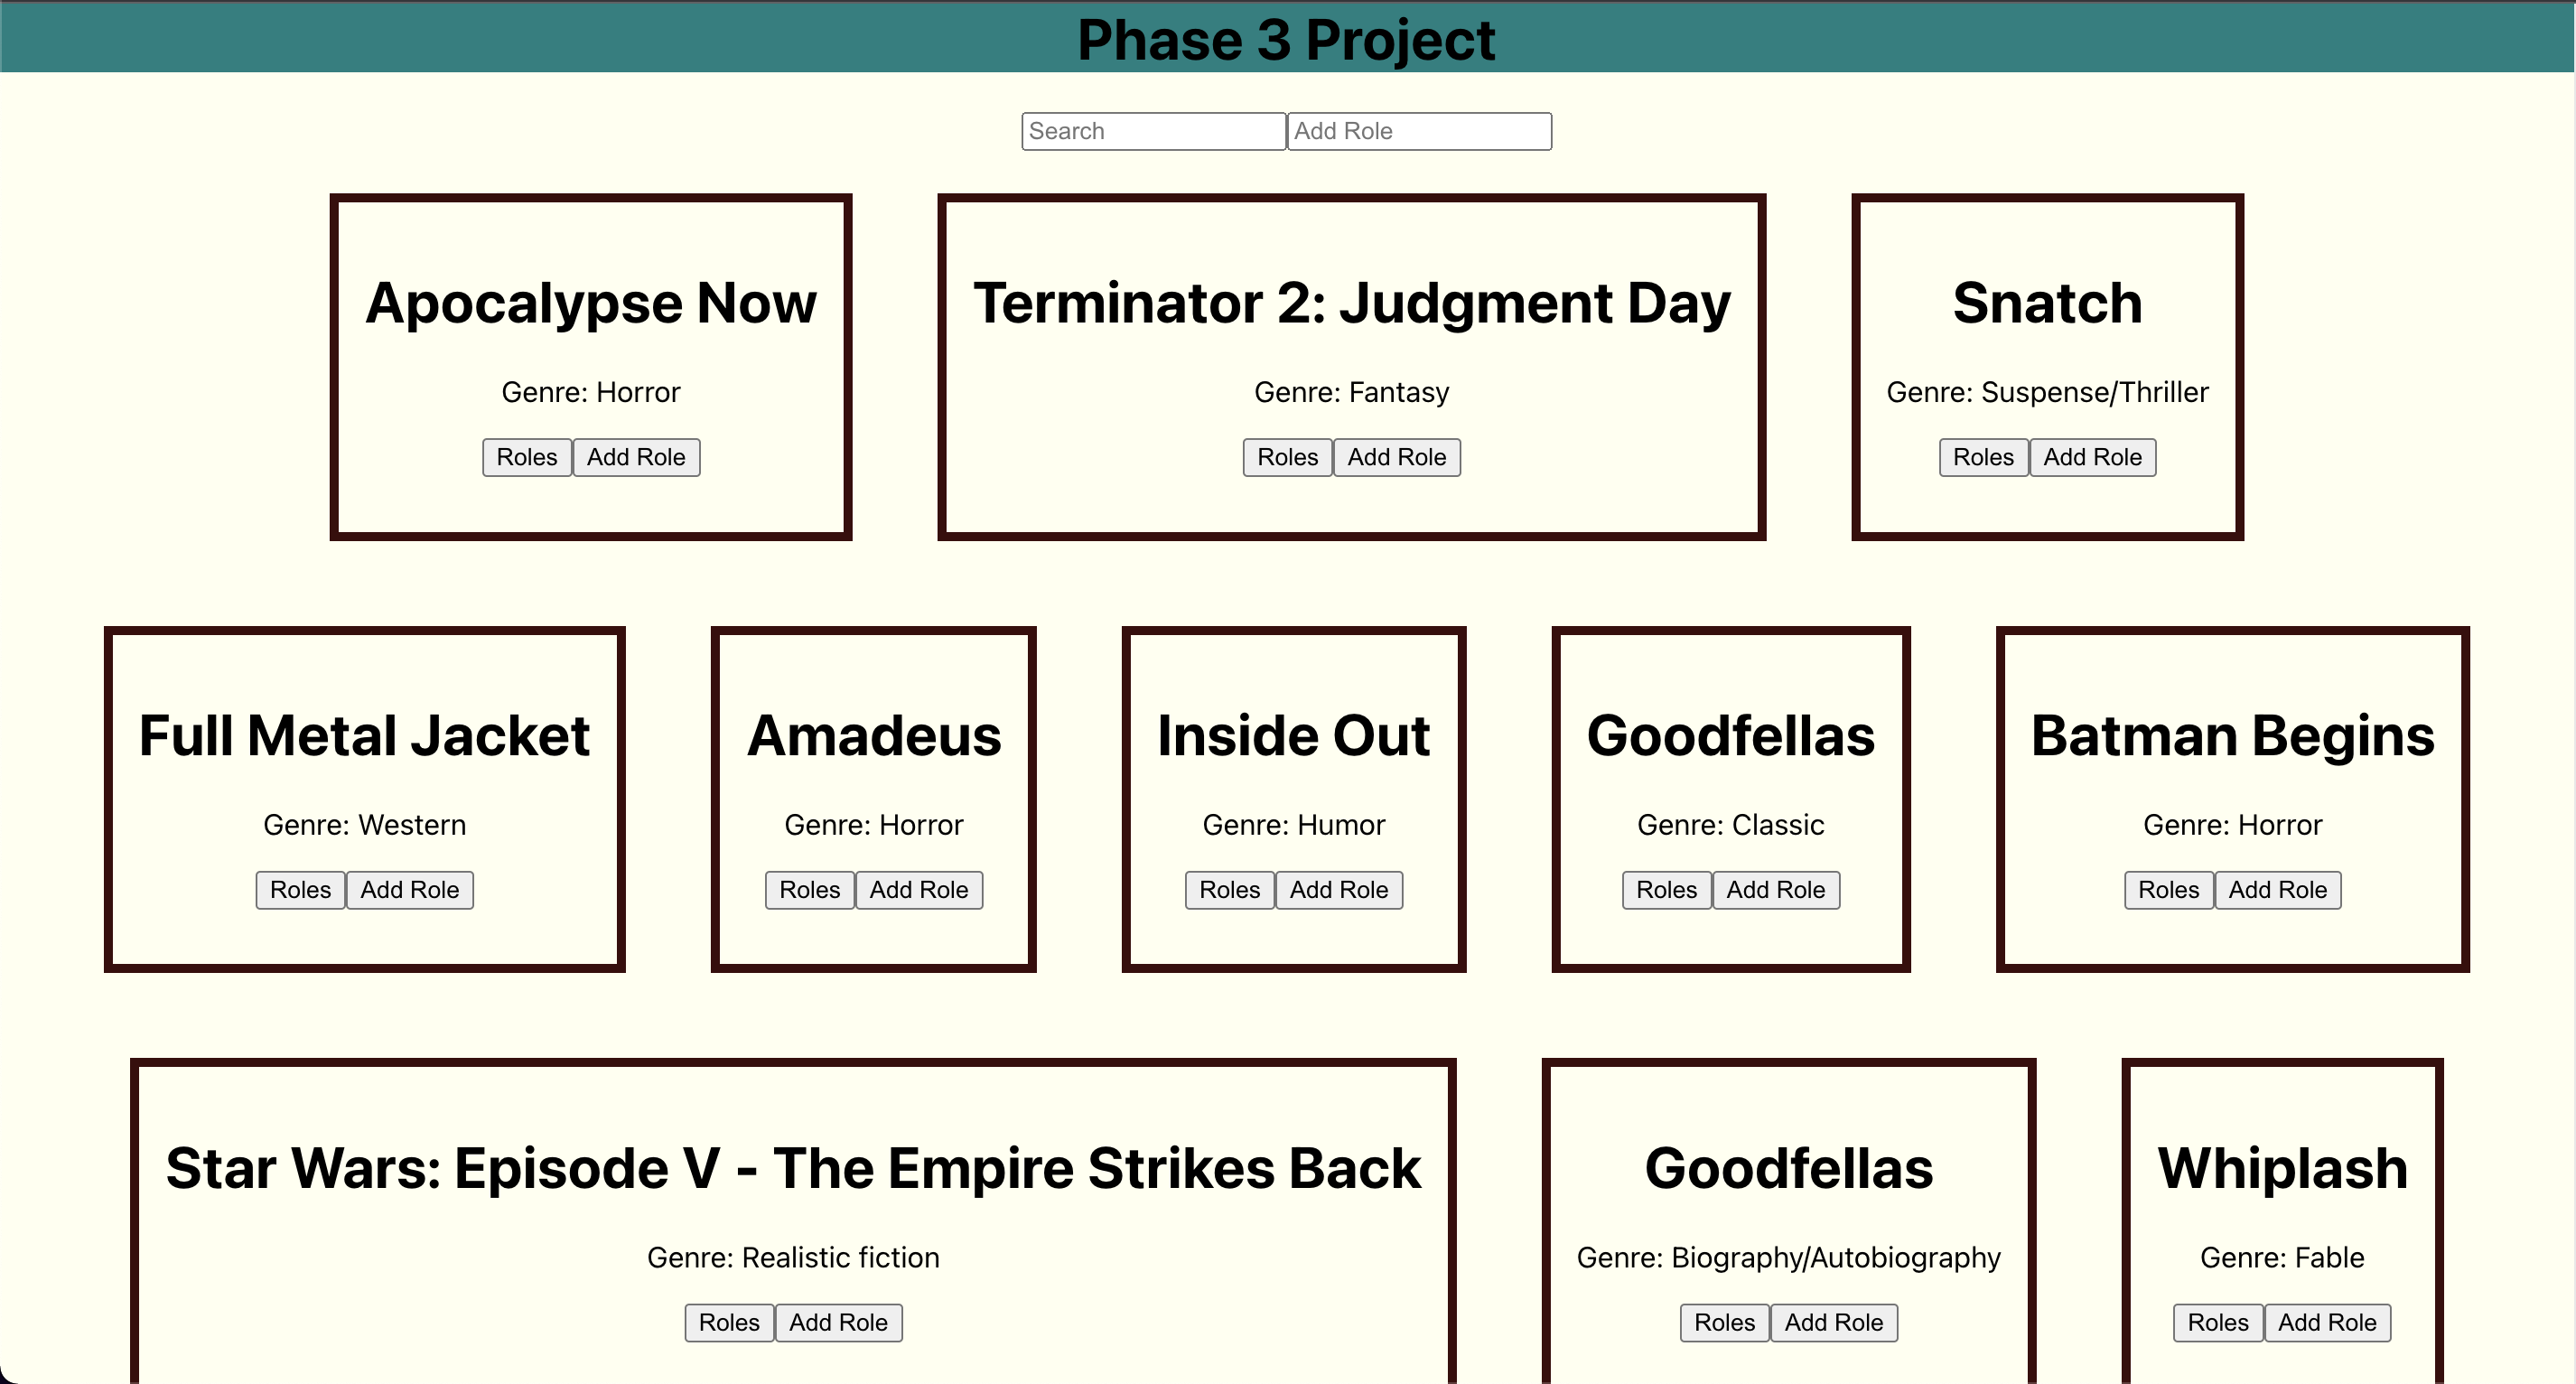 Phase 3 Project
Search Add Role
Apocalypse Now
Genre: Horror
Roles Add Role
Terminator 2: Judgment Day
Genre: Fantasy
Roles Add Role
Snatch
Genre: Suspense/Thriller
Roles Add Role
Full Metal Jacket
Genre: Western
Roles Add Role
Amadeus
Genre: Horror
Roles Add Role
Inside Out
Genre: Humor
Roles Add Role
Goodfellas
Genre: Classic
Roles Add Role
Batman Begins
Genre: Horror
Roles Add Role
Star Wars: Episode V - The Empire Strikes Back
Genre: Realistic fiction
Roles Add Role
Goodfellas
Genre: Biography/Autobiography
Roles Add Role
Whiplash
Genre: Fable
Roles Add Role